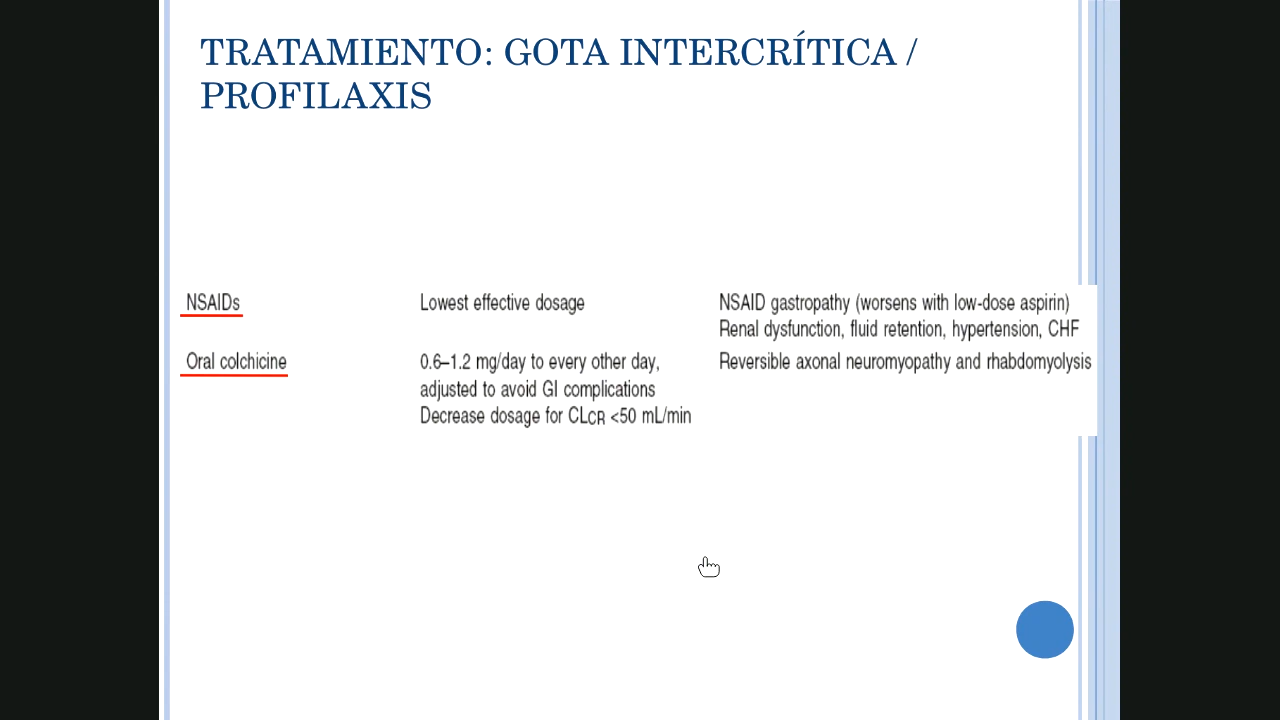 TRATAMIENTO: GOTA INTERCRÍTICA /
PROFILAXIS
NSAIDs
Lowest effective dosage
NSAID gastropathy (worsens with low-dose aspirin)
Renal dysfunction, fluid retention, hypertension, CHF
Oral colchicine
0.6–1.2 mg/day to every other day,
adjusted to avoid GI complications
Decrease dosage for CLCR <50 mL/min
Reversible axonal neuromyopathy and rhabdomyolysis